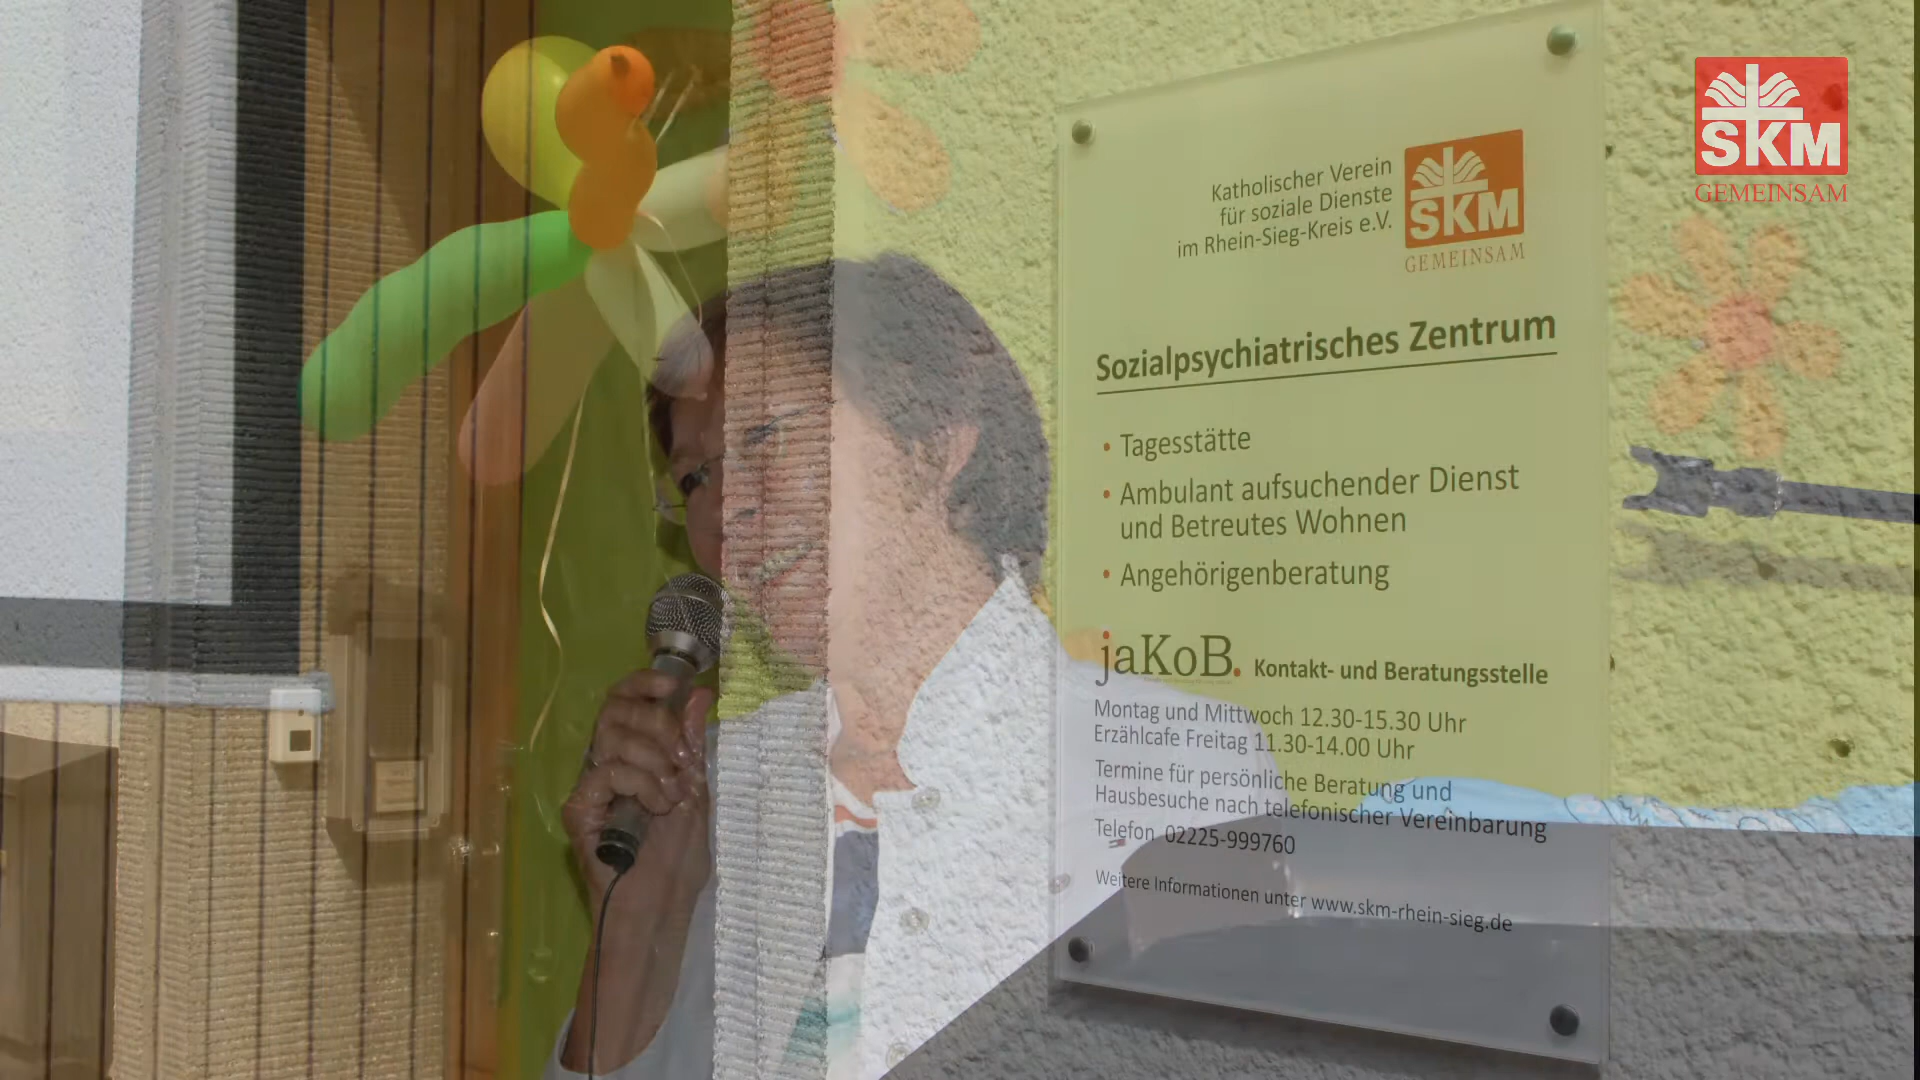 Katholischer Verein
für soziale Dienste
im Rhein-Sieg-Kreis e.V.
SKM
GEMEINSAM
SKM
GEMEINSAM
Sozialpsychiatrisches Zentrum
• Tagesstätte
• Ambulant aufsuchender Dienst
und Betreutes Wohnen
• Angehörigenberatung
jaKoB. Kontakt- und Beratungsstelle
Montag und Mittwoch 12.30-15.30 Uhr
Erzählcafe Freitag 11.30-14.00 Uhr
Termine für persönliche Beratung und
Hausbesuche nach telefonischer Vereinbarung
Telefon 02225-999760
Weitere Informationen unter www.skm-rhein-sieg.de